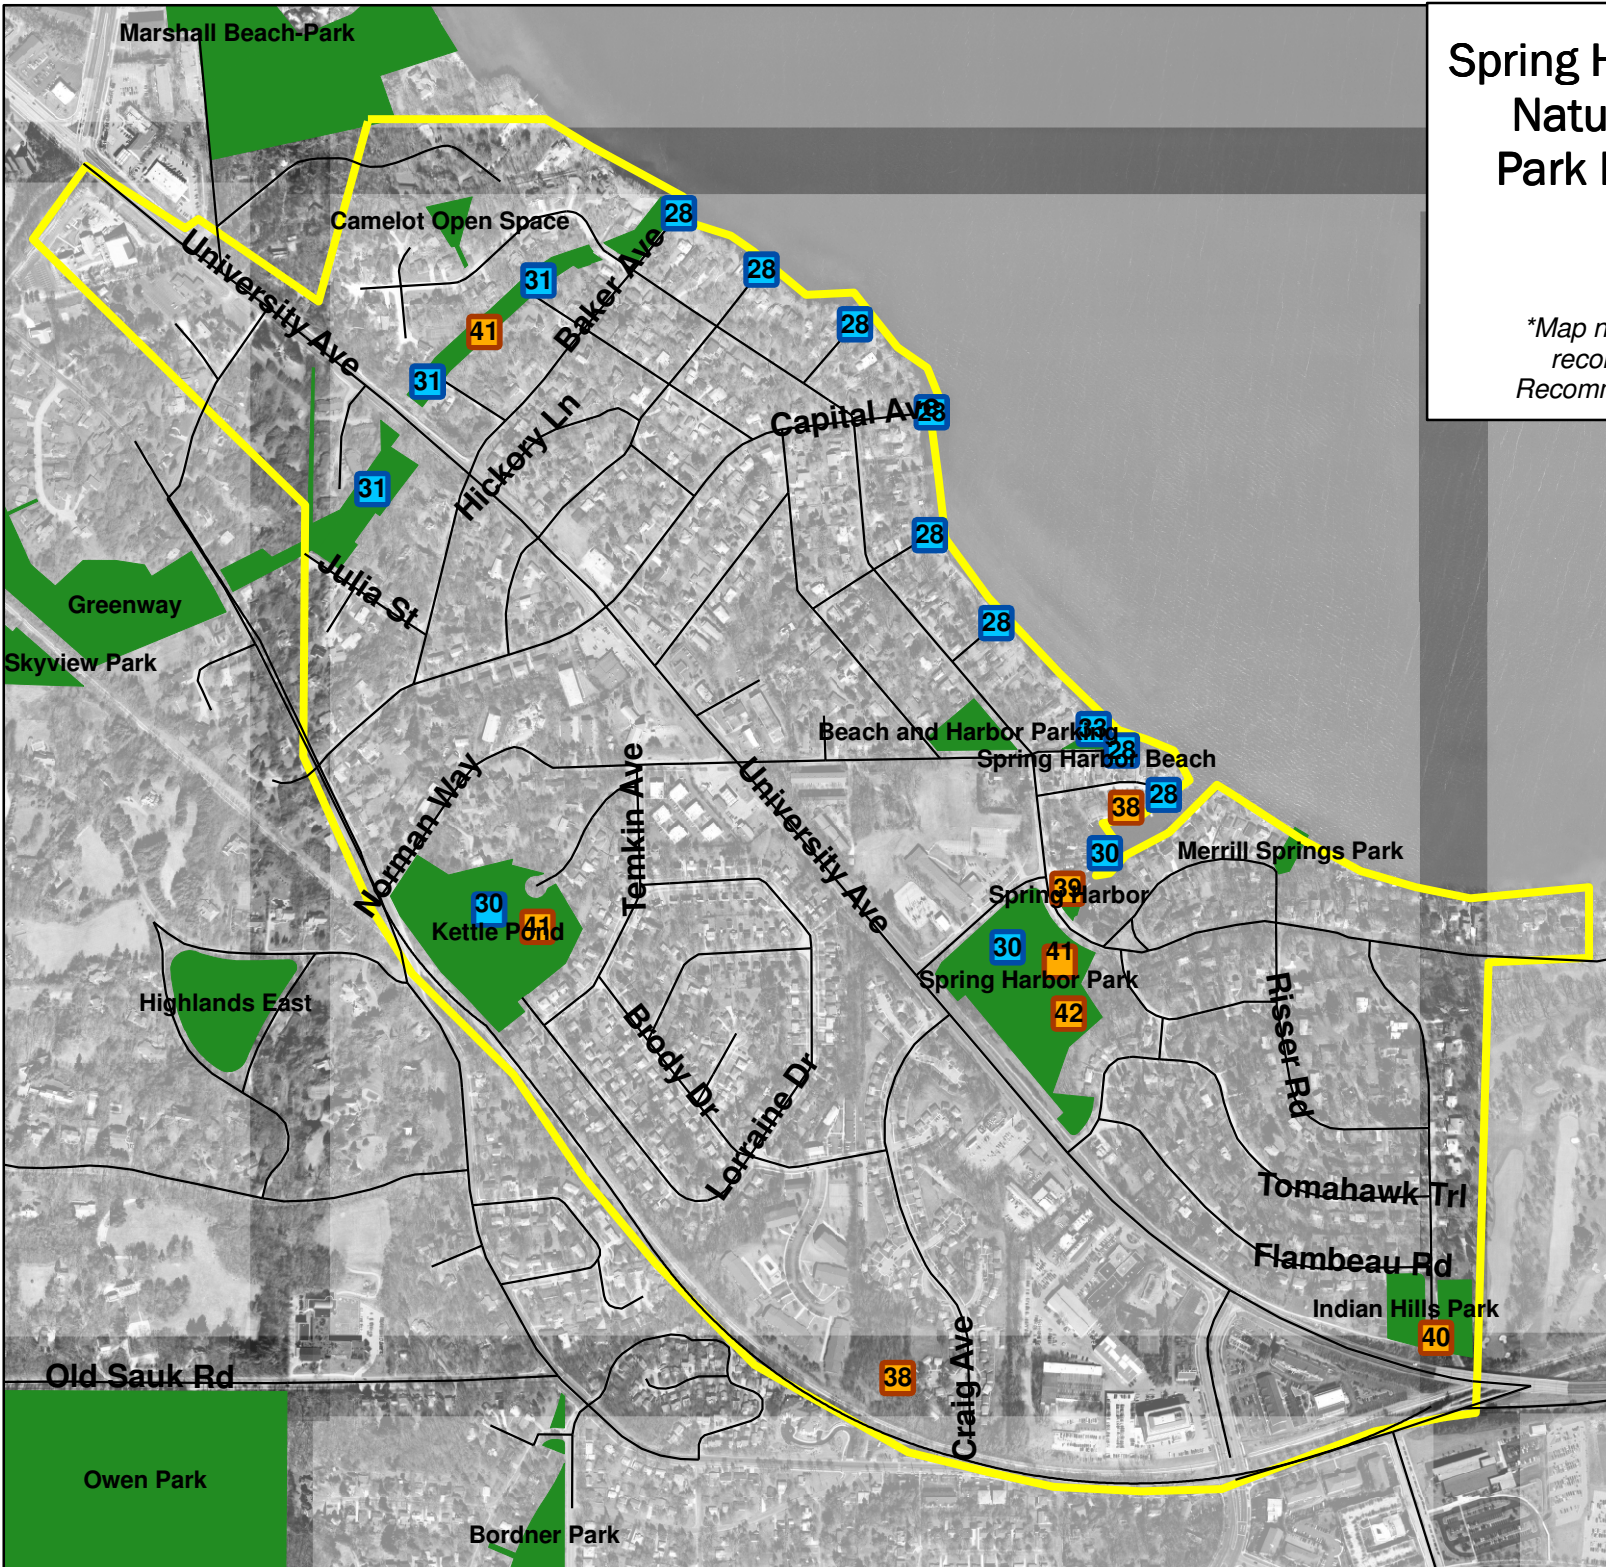 Marshall Beach-Park
Spring H
Natu
Park
*Map n
recor
Recomm
Camelot Open Space
28
University Ave
31
28
Baker Ave
41
28
31
Capital Ave
28
Hickory Ln
31
28
Julia St
Greenway
28
Skyview Park
Beach and Harbor Parking
33
28
Spring Harbor Beach
Norman Way
Temkin Ave
University Ave
28
38
30
Merrill Springs Park
39
Spring Harbor
30
41
Kettle Pond
30
41
Spring Harbor Park
42
Highlands East
Risser Rd
Brody Dr
Lorraine Dr
Tomahawk Trl
Flambeau Rd
Indian Hills Park
40
Old Sauk Rd
38
Craig Ave
Owen Park
Bordner Park